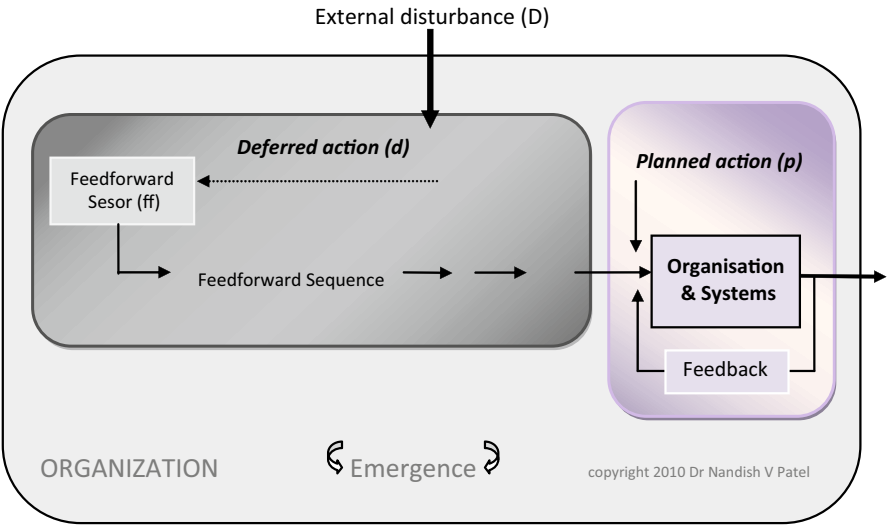 External disturbance (D)
Deferred action (d)
Planned action (p)
Feedforward
Sesor (ff)
Feedforward Sequence
Organisation
& Systems
Feedback
ORGANIZATION
Emergence
copyright 2010 Dr Nandish V Patel